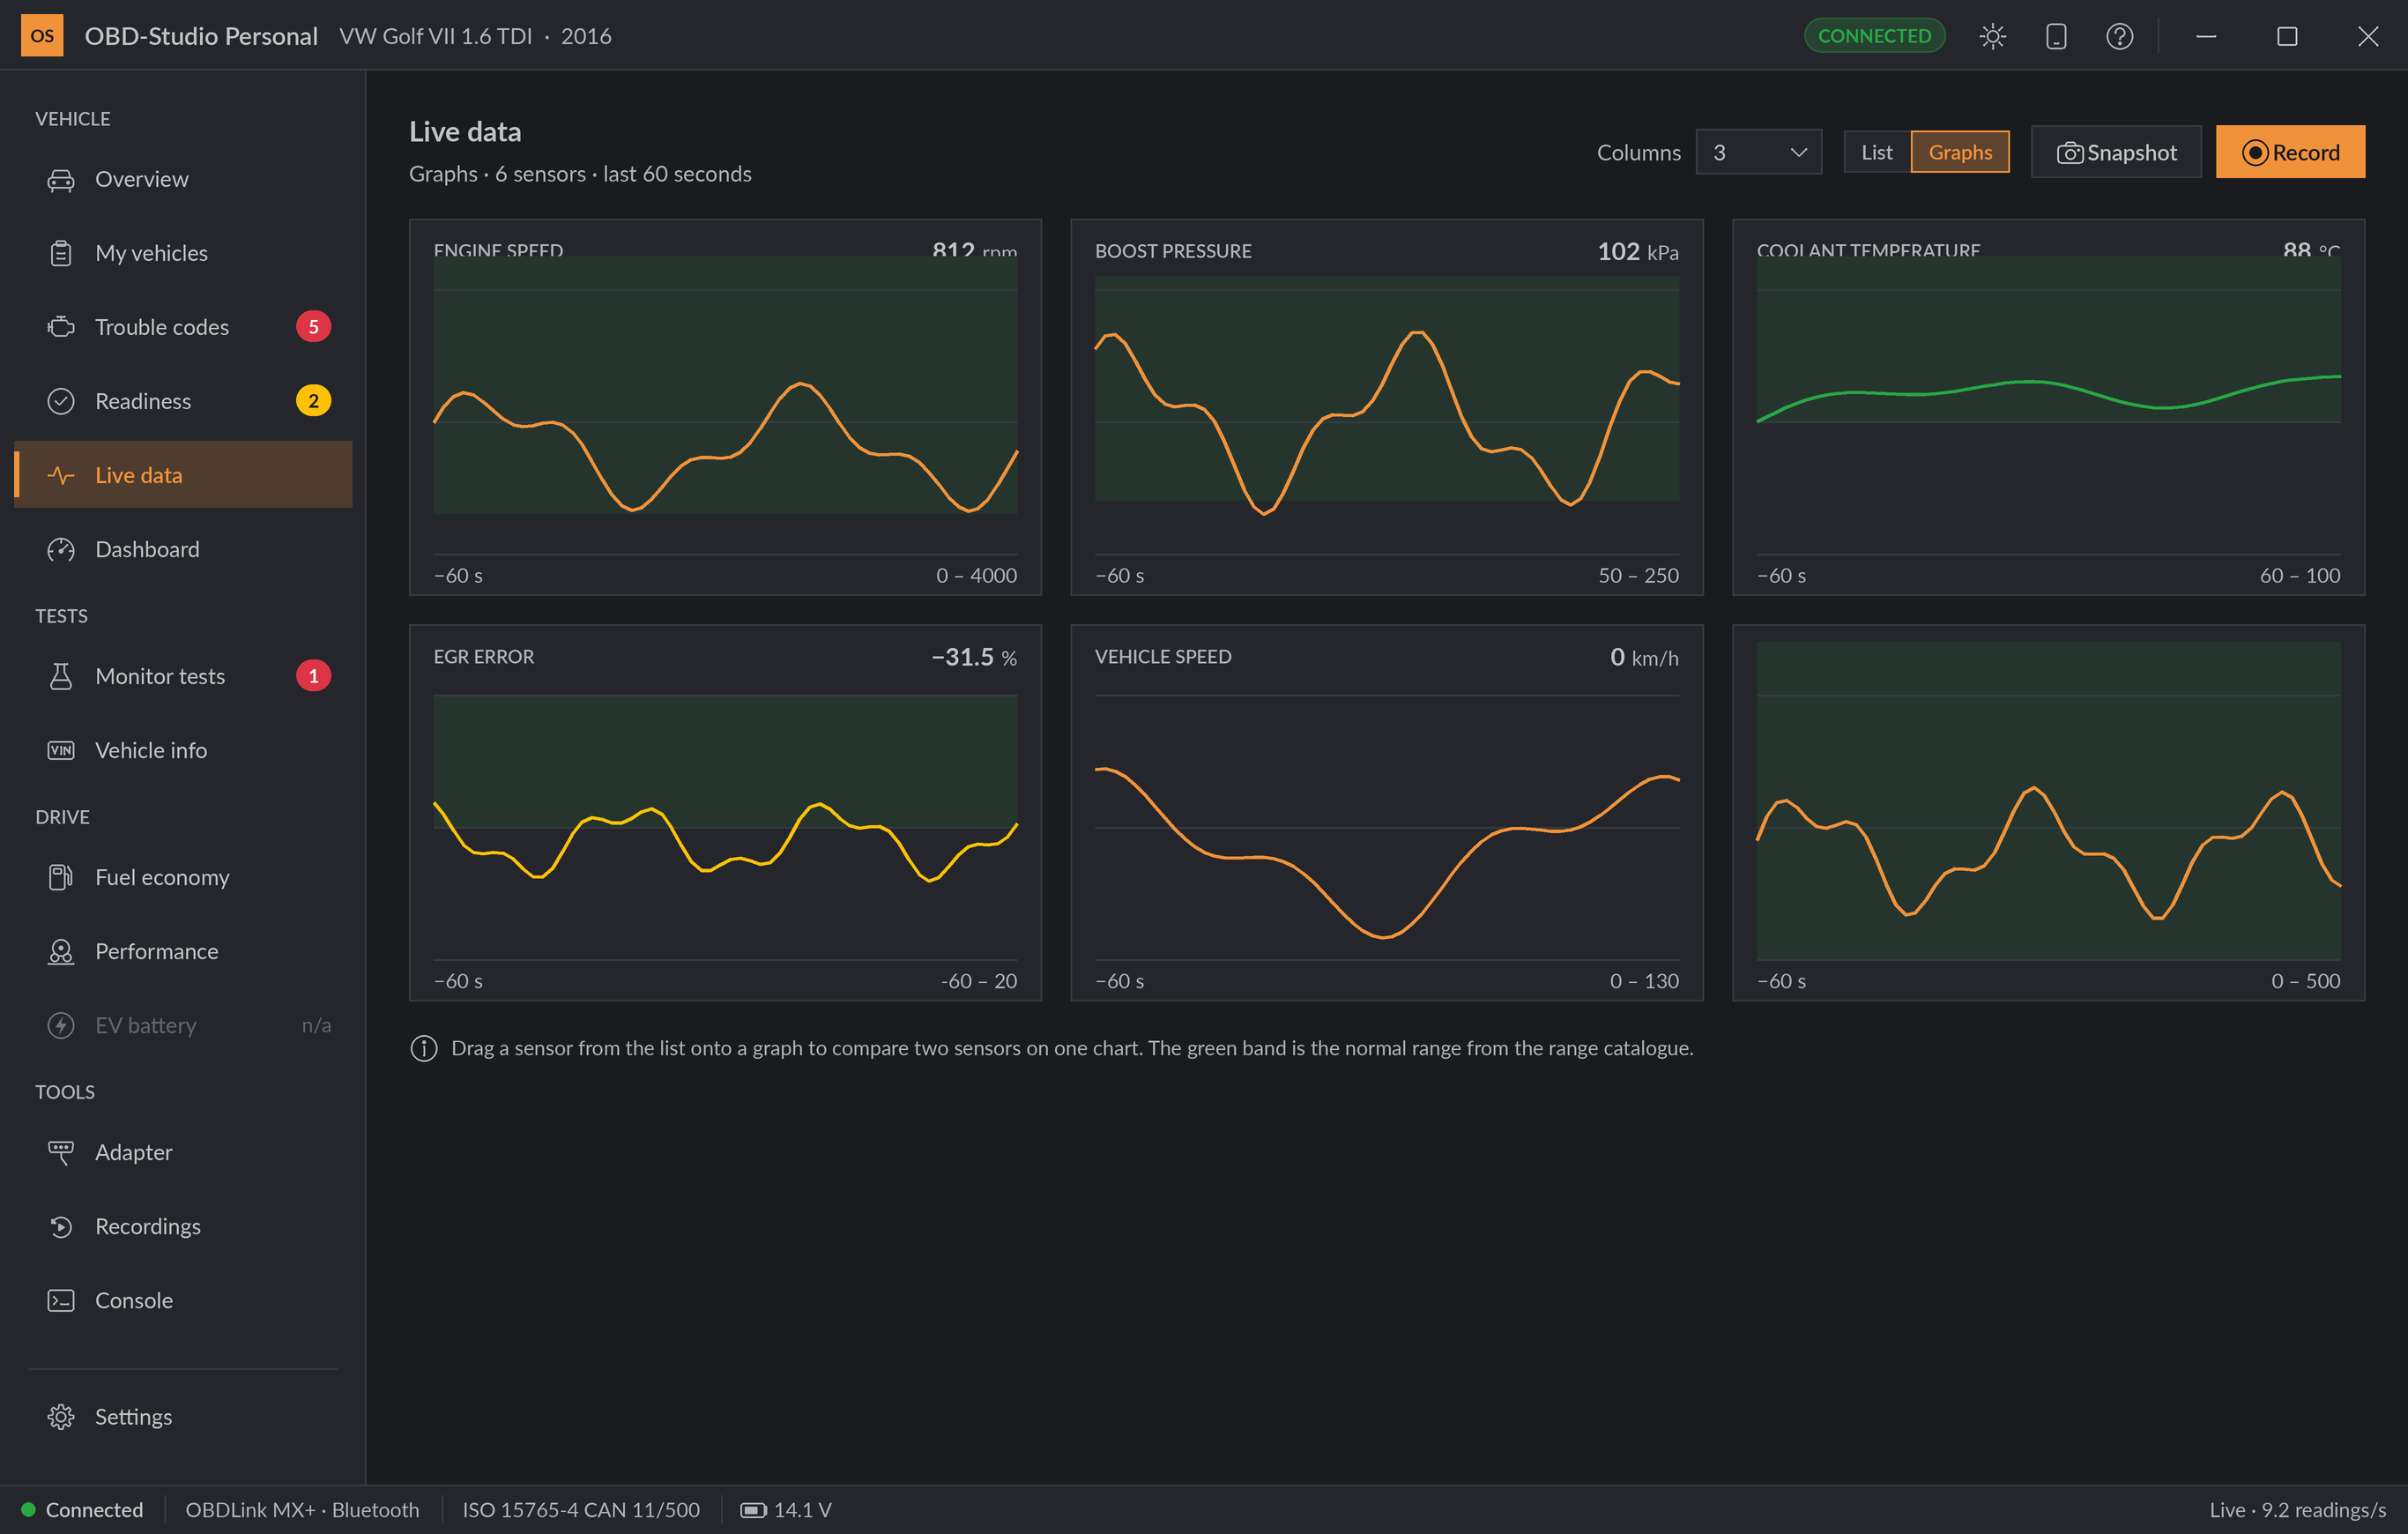 OS OBD-Studio Personal VW Golf VII 1.6 TDI · 2016 CONNECTED
VEHICLE
Overview
My vehicles
Trouble codes 5
Readiness 2
Live data
Dashboard
TESTS
Monitor tests 1
VIN Vehicle info
DRIVE
Fuel economy
Performance
EV battery n/a
TOOLS
Adapter
Recordings
Console
Settings
Live data
Graphs · 6 sensors · last 60 seconds
Columns 3 List Graphs Snapshot Record
ENGINE SPEED 812 rpm
−60 s 0 – 4000
BOOST PRESSURE 102 kPa
−60 s 50 – 250
COOLANT TEMPERATURE 88 °C
−60 s 60 – 100
EGR ERROR −31.5 %
−60 s -60 – 20
VEHICLE SPEED 0 km/h
−60 s 0 – 130
−60 s 0 – 500
Drag a sensor from the list onto a graph to compare two sensors on one chart. The green band is the normal range from the range catalogue.
Connected OBDLink MX+ · Bluetooth ISO 15765-4 CAN 11/500 14.1 V Live · 9.2 readings/s